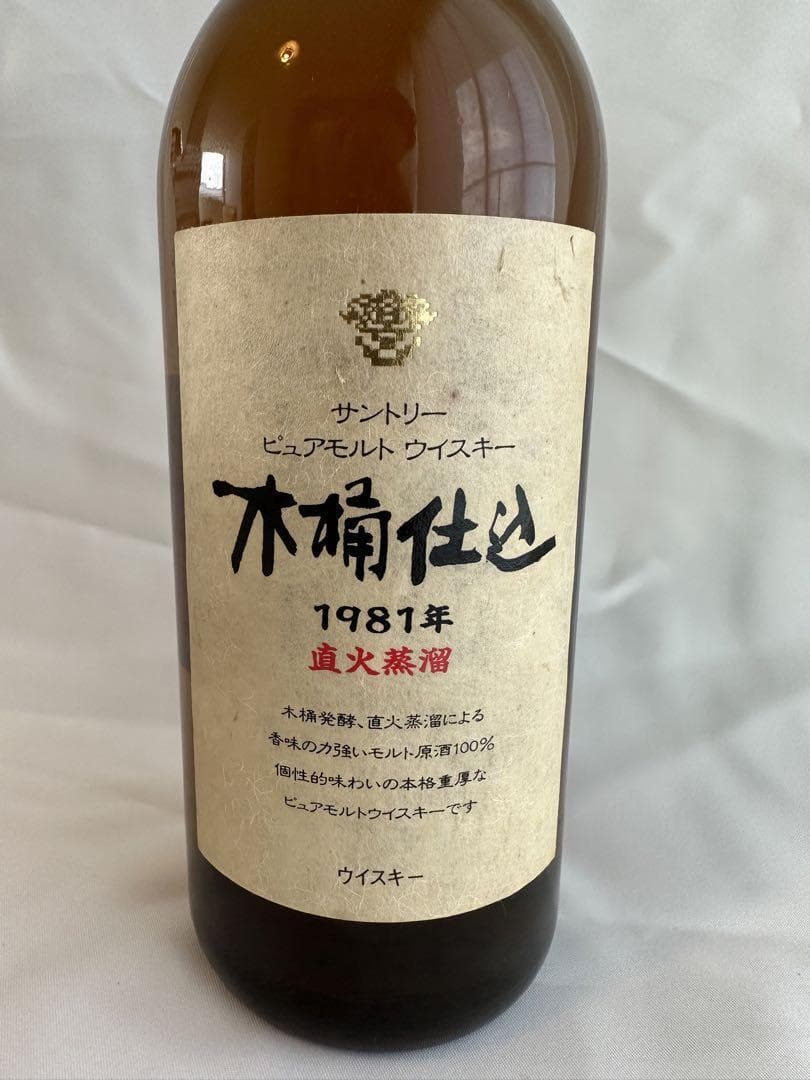 サントリー
ピュアモルト ウイスキー
木桶仕込
1981年
直火蒸溜
木桶発酵、直火蒸溜による
香味の力強いモルト原酒100%
個性的味わいの本格重厚な
ピュアモルトウイスキーです
ウイスキー